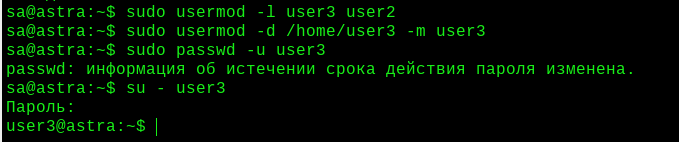 sa@astra:~$ sudo usermod -l user3 user2
sa@astra:~$ sudo usermod -d /home/user3 -m user3
sa@astra:~$ sudo passwd -u user3
passwd: информация об истечении срока действия пароля изменена.
sa@astra:~$ su - user3
Пароль:
user3@astra:~$